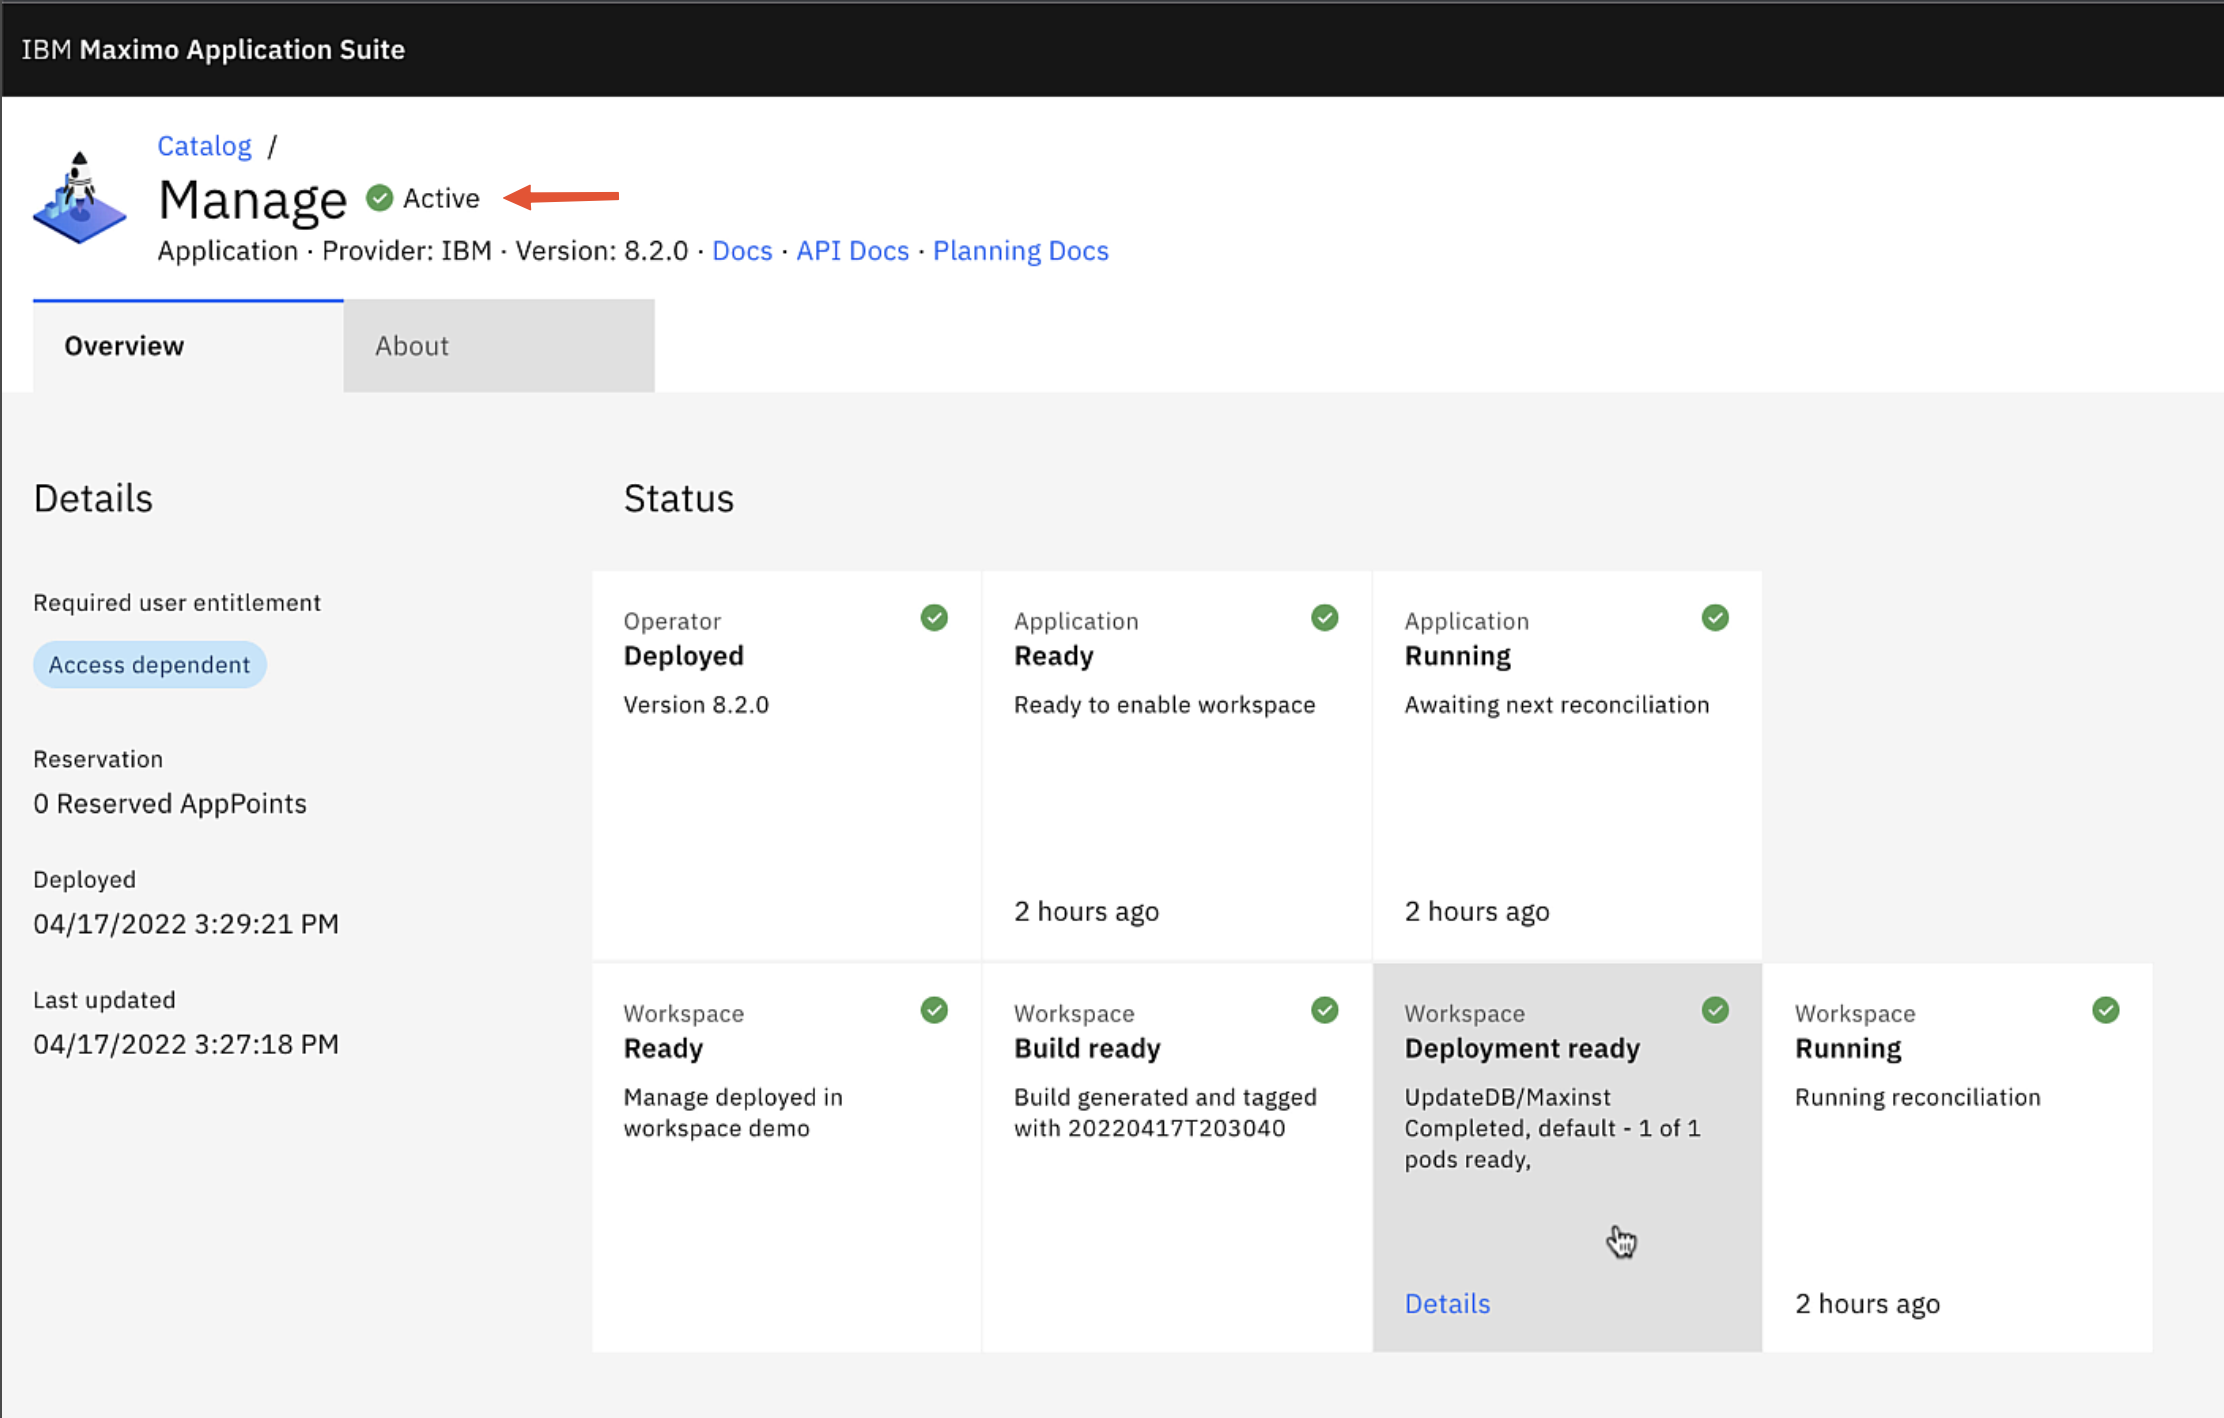 IBM Maximo Application Suite
Catalog /
Manage Active
Application · Provider: IBM · Version: 8.2.0 · Docs · API Docs · Planning Docs
Overview
About
Details
Required user entitlement
Access dependent
Reservation
0 Reserved AppPoints
Deployed
04/17/2022 3:29:21 PM
Last updated
04/17/2022 3:27:18 PM
Status
Operator
Deployed
Version 8.2.0
Application
Ready
Ready to enable workspace
2 hours ago
Application
Running
Awaiting next reconciliation
2 hours ago
Workspace
Ready
Manage deployed in
workspace demo
Workspace
Build ready
Build generated and tagged
with 20220417T203040
Workspace
Deployment ready
UpdateDB/Maxinst
Completed, default - 1 of 1
pods ready,
Details
Workspace
Running
Running reconciliation
2 hours ago